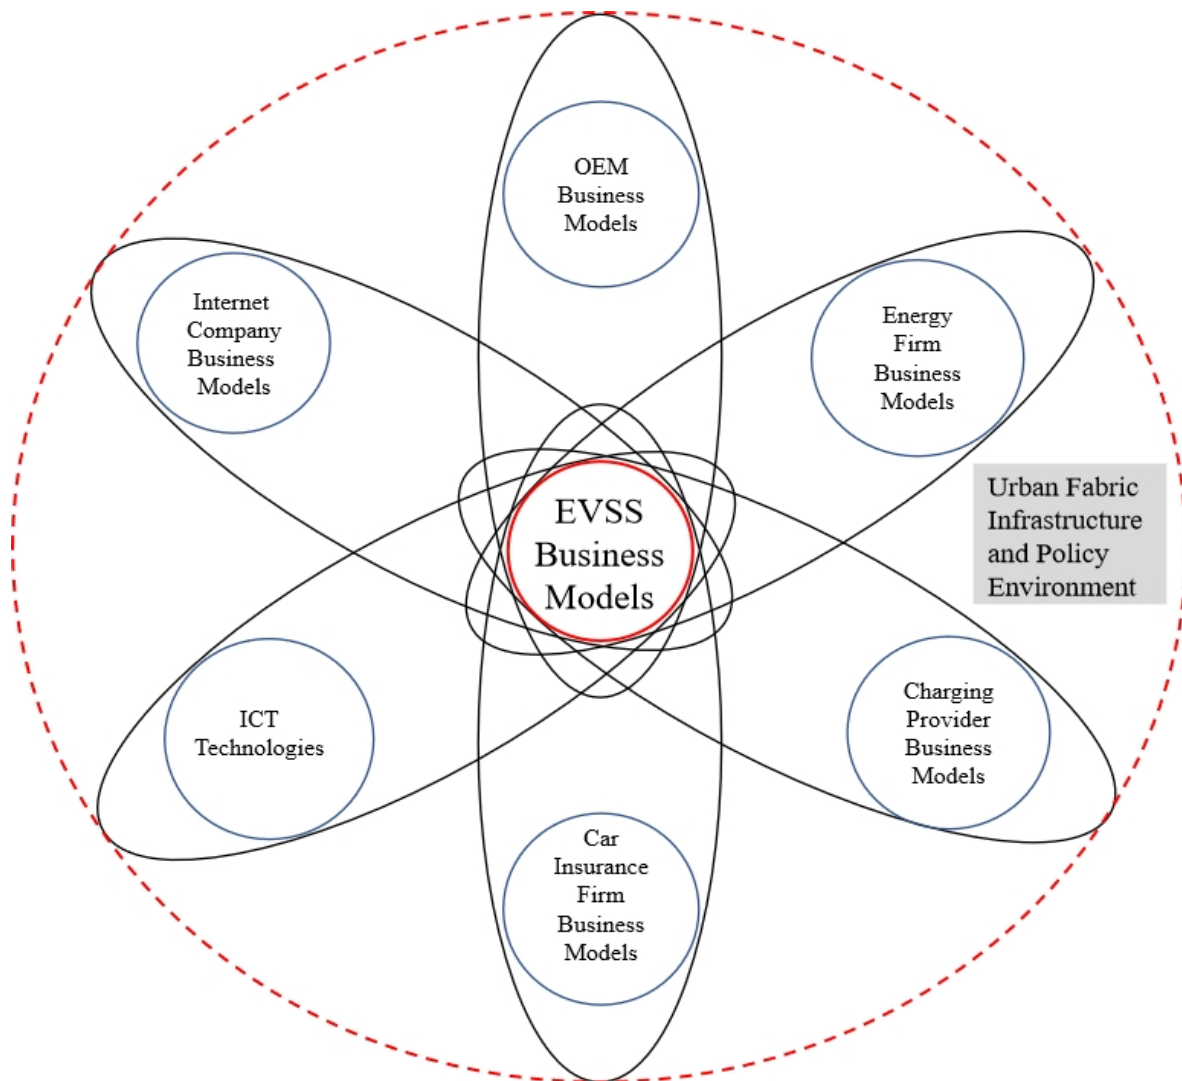 OEM
Business
Models
Internet
Company
Business
Models
Energy
Firm
Business
Models
EVSS
Business
Models
Urban Fabric
Infrastructure
and Policy
Environment
ICT
Technologies
Charging
Provider
Business
Models
Car
Insurance
Firm
Business
Models